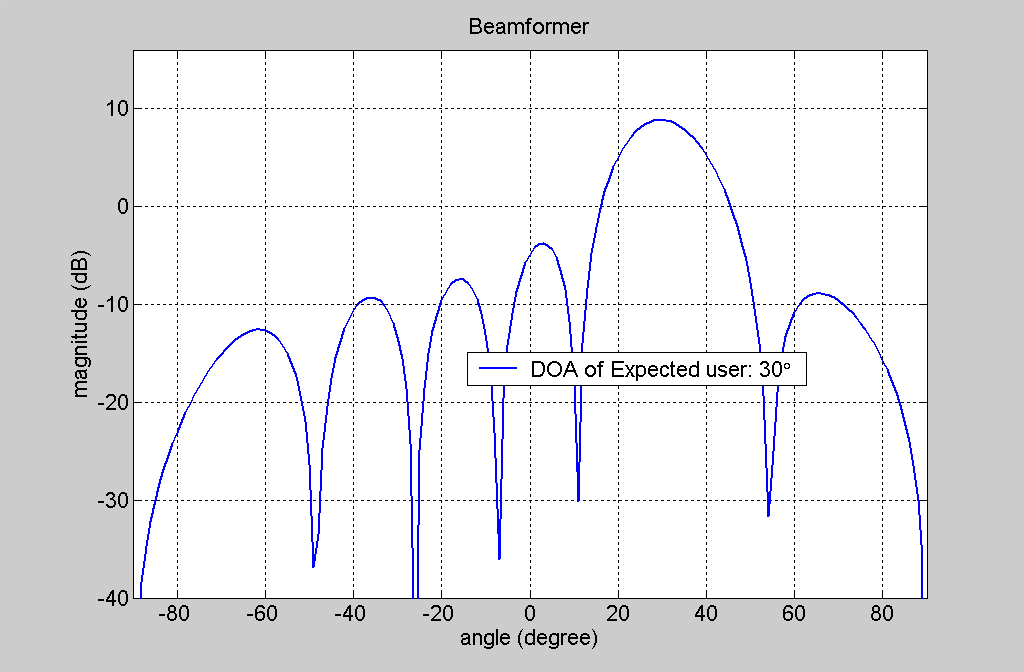 Beamformer
10
0
-10
-20
-30
-40
magnitude (dB)
DOA of Expected user: 30°
-80 -60 -40 -20 0 20 40 60 80
angle (degree)